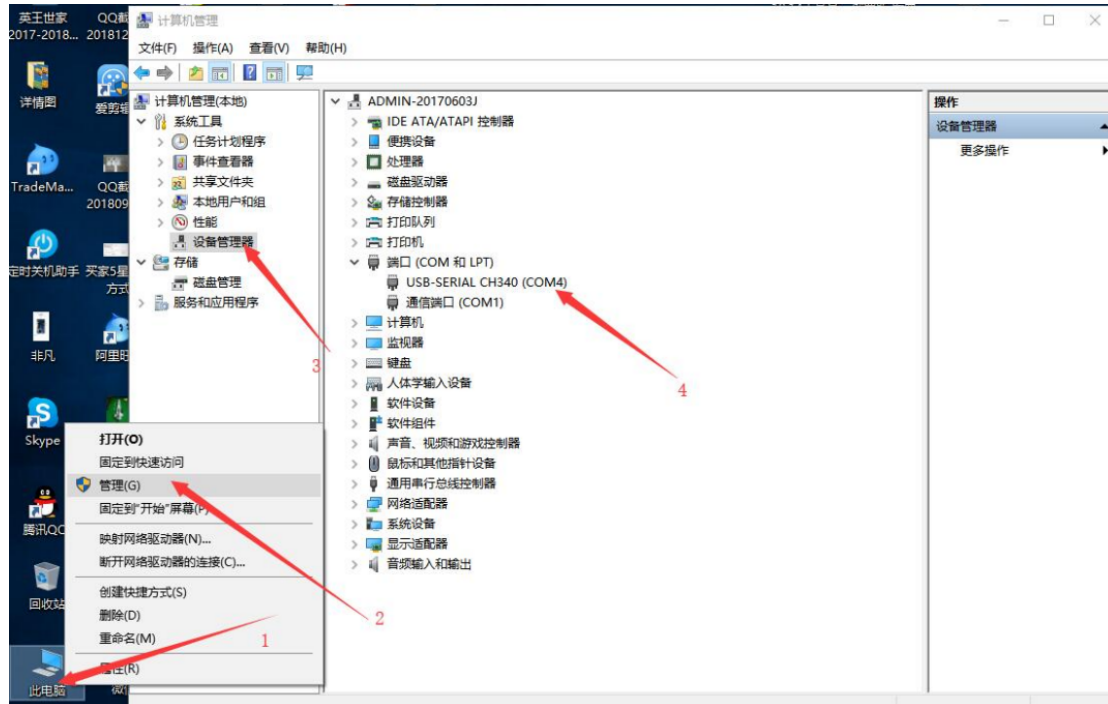 英王世家
2017-2018...
QQ截
201812
详情图
爱剪辑
TradeMa...
QQ截
201809
定时关机助手
买家5星
方式
非凡
阿里旺
Skype
腾讯QQ
回收站
此电脑
微信
计算机管理
文件(F) 操作(A) 查看(V) 帮助(H)
计算机管理(本地)
系统工具
任务计划程序
事件查看器
共享文件夹
本地用户和组
性能
设备管理器
存储
磁盘管理
服务和应用程序
3
ADMIN-20170603J
IDE ATA/ATAPI 控制器
便携设备
处理器
磁盘驱动器
存储控制器
打印队列
打印机
端口 (COM 和 LPT)
USB-SERIAL CH340 (COM4)
通信端口 (COM1)
计算机
监视器
键盘
人体学输入设备
软件设备
软件组件
声音、视频和游戏控制器
鼠标和其他指针设备
通用串行总线控制器
网络适配器
系统设备
显示适配器
音频输入和输出
4
操作
设备管理器
更多操作
打开(O)
固定到快速访问
管理(G)
固定到"开始"屏幕(P)
映射网络驱动器(N)...
断开网络驱动器的连接(C)...
创建快捷方式(S)
删除(D)
重命名(M)
属性(R)
1
2